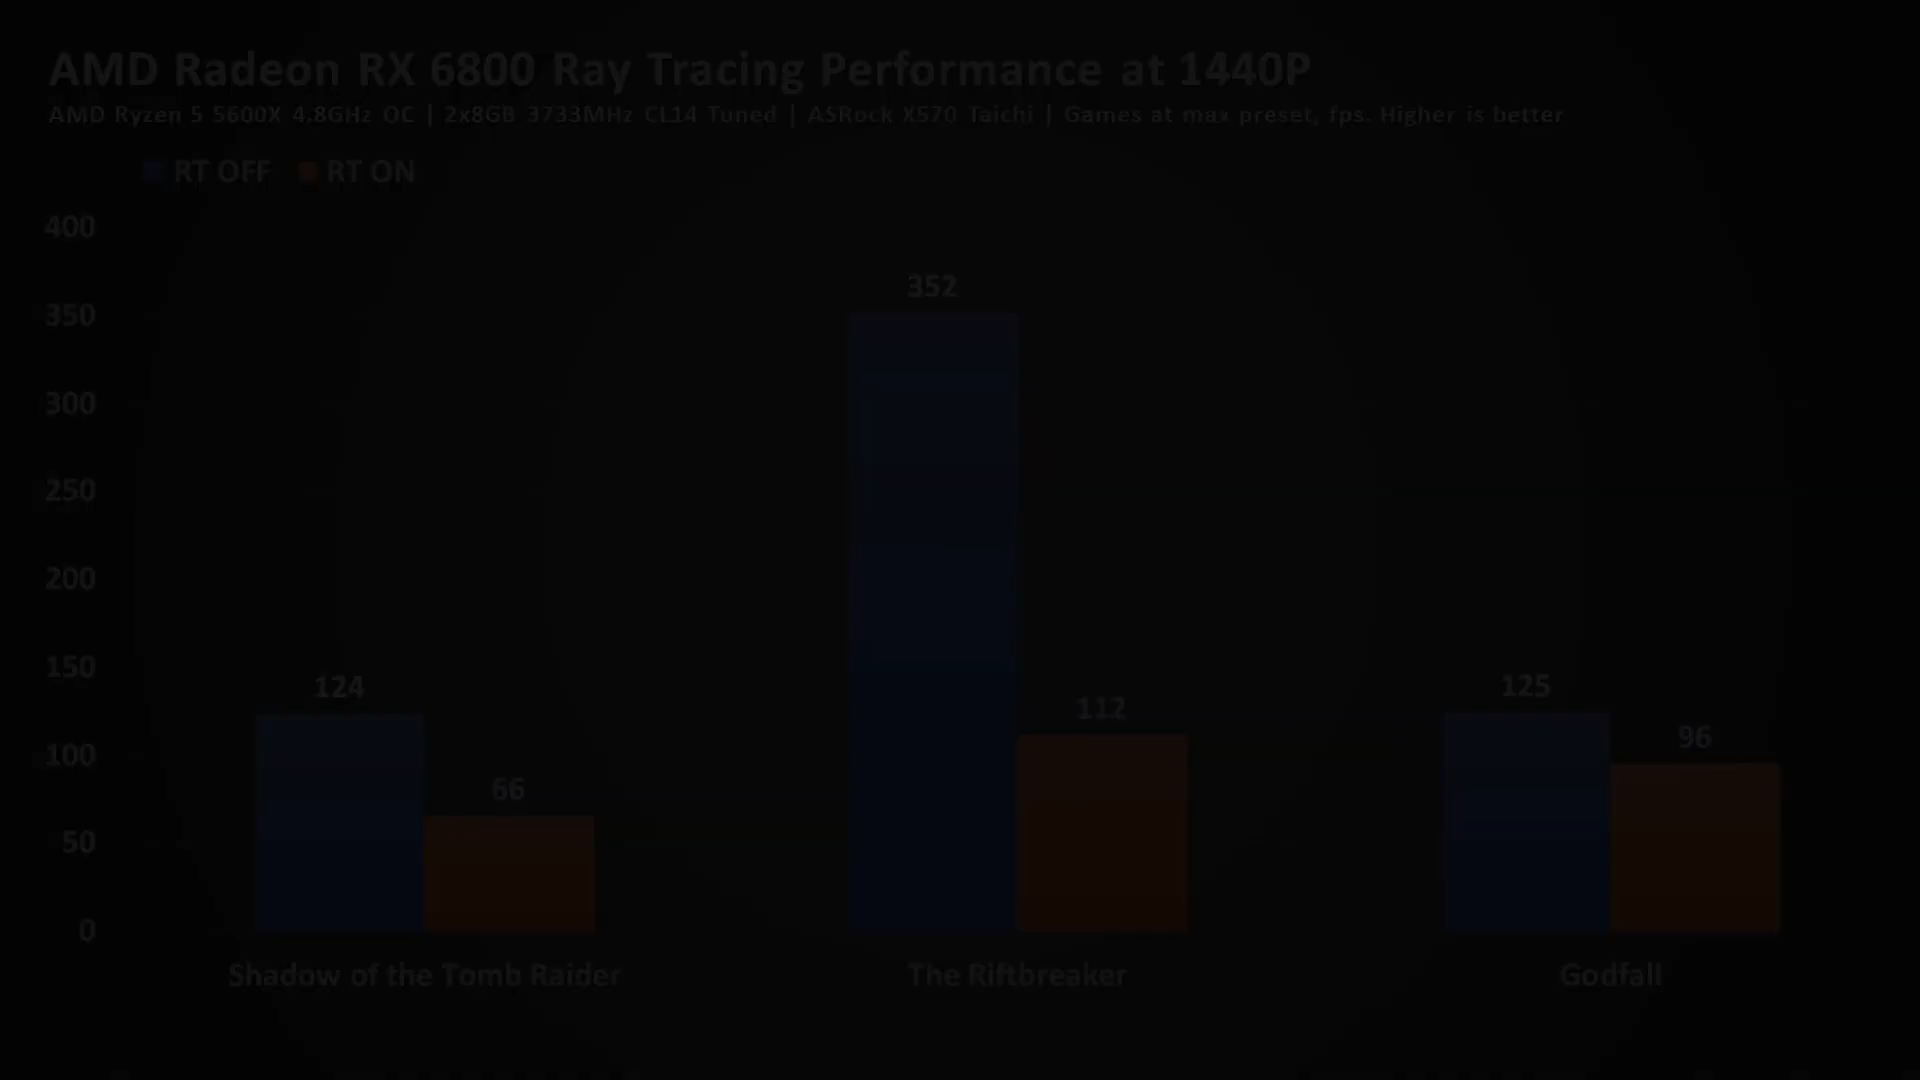 AMD Radeon RX 6800 Ray Tracing Performance at 1440P
AMD Ryzen 5 5600X 4.8GHz OC | 2x8GB 3733MHz CL14 Tuned | ASRock X570 Taichi | Games at max preset, fps. Higher is better
RT OFF RT ON
400
352
350
300
250
200
150
124
112
125
100
96
66
50
0
Shadow of the Tomb Raider
The Riftbreaker
Godfall